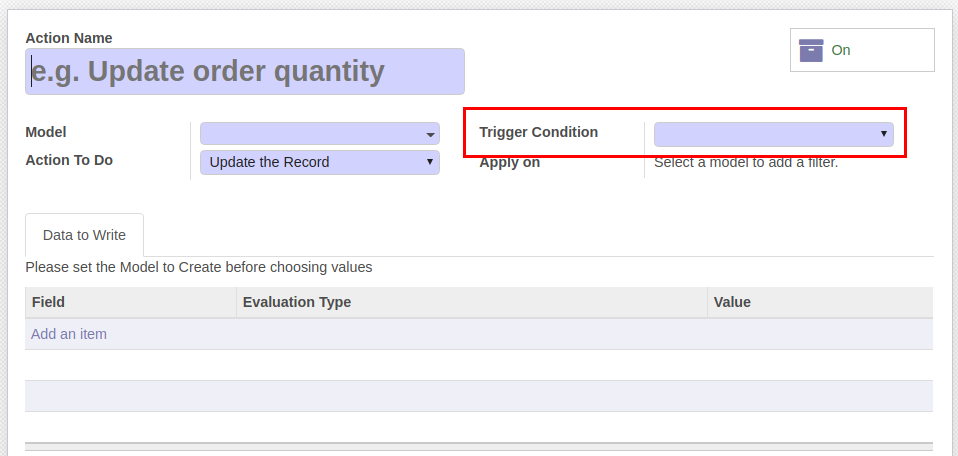 Action Name
On
e.g. Update order quantity
Model
Trigger Condition
Action To Do Update the Record
Apply on Select a model to add a filter.
Data to Write
Please set the Model to Create before choosing values
Field Evaluation Type Value
Add an item